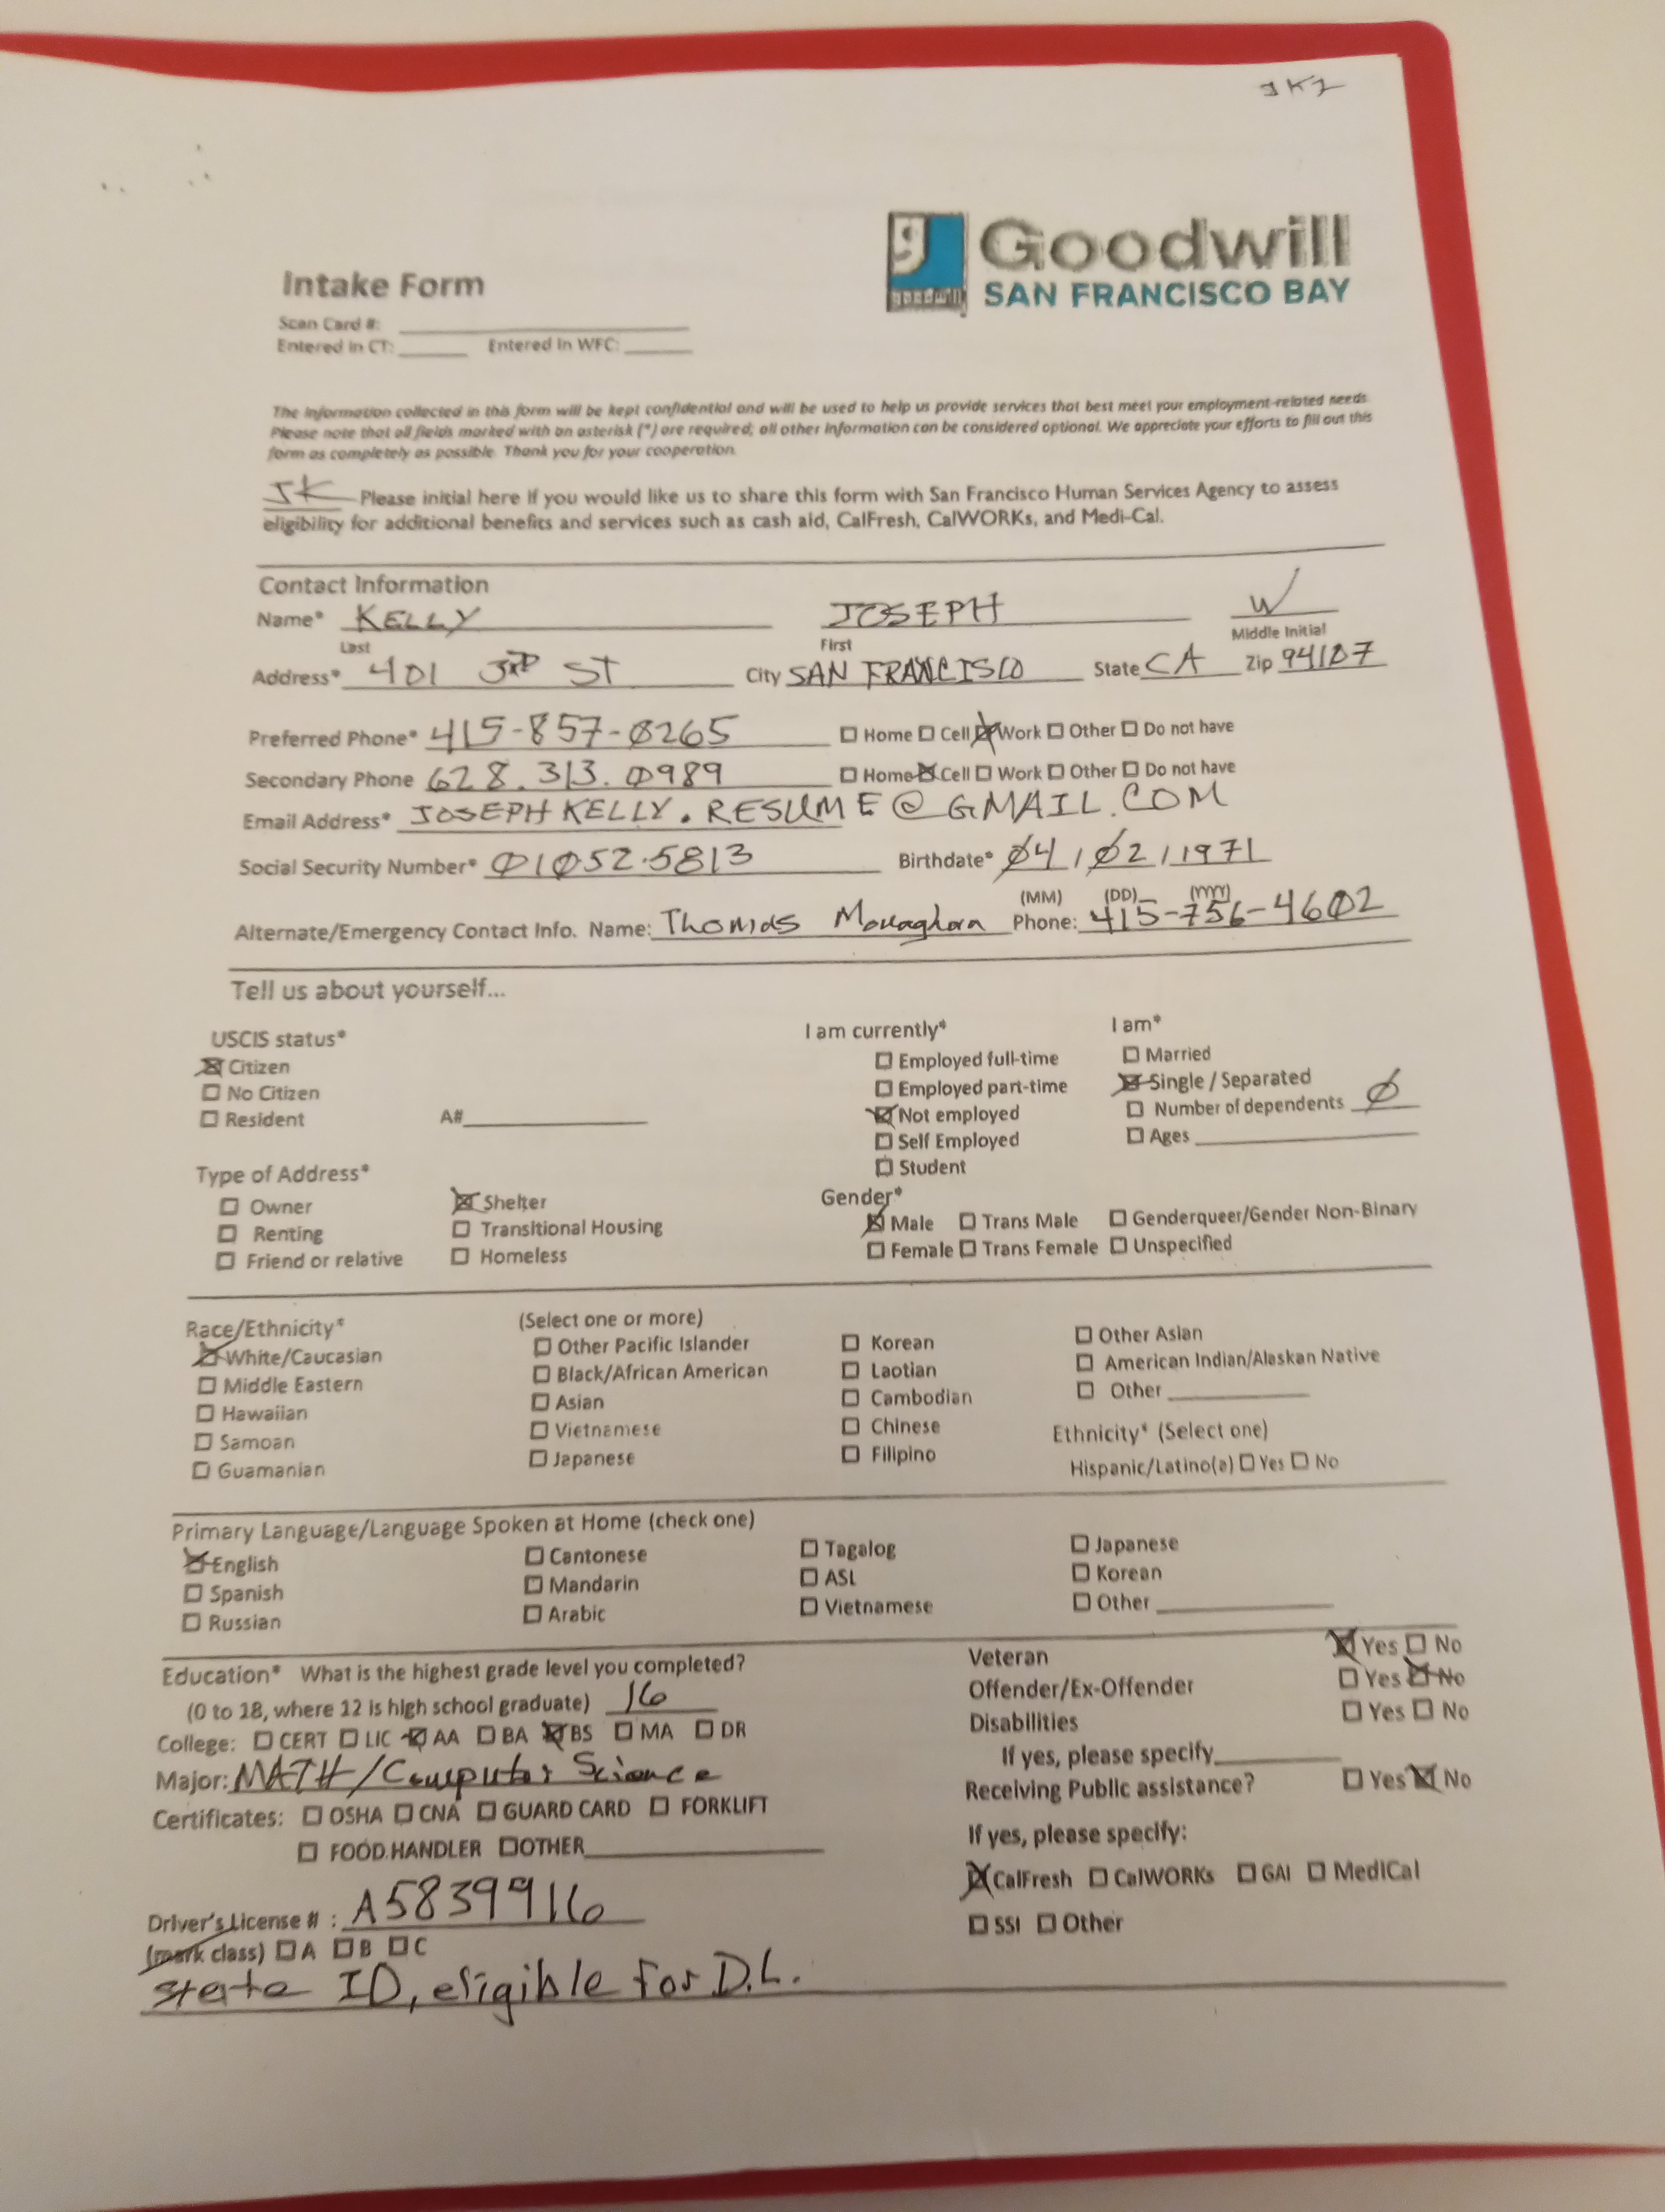 JKL
goodwill
Goodwill
SAN FRANCISCO BAY
Intake Form
Scan Card #:
Entered in CT: Entered in WFC:
The information collected in this form will be kept confidential and will be used to help us provide services that best meet your employment-related needs.
Please note that all fields marked with an asterisk (*) are required; all other information can be considered optional. We appreciate your efforts to fill out this
form as completely as possible. Thank you for your cooperation.
JK Please initial here if you would like us to share this form with San Francisco Human Services Agency to assess
eligibility for additional benefits and services such as cash aid, CalFresh, CalWORKs, and Medi-Cal.
Contact Information
Name* KELLY JOSEPH W
Last First Middle Initial
Address* 401 3RD ST City SAN FRANCISCO State CA Zip 94107
Preferred Phone* 415-857-0265 ☐ Home ☐ Cell ☒ Work ☐ Other ☐ Do not have
Secondary Phone 628.313.0989 ☐ Home ☒ Cell ☐ Work ☐ Other ☐ Do not have
Email Address* JOSEPHKELLY.RESUME@GMAIL.COM
Social Security Number* 01052.5813 Birthdate* 04/02/1971
(MM) (DD) (YYYY)
Alternate/Emergency Contact Info. Name: Thomas Monaghan Phone: 415-756-4602
Tell us about yourself...
USCIS status* I am currently* I am*
☒ Citizen ☐ Employed full-time ☐ Married
☐ No Citizen ☐ Employed part-time ☒ Single / Separated
☐ Resident A# ☒ Not employed ☐ Number of dependents 0
☐ Self Employed ☐ Ages
☐ Student
Type of Address* Gender*
☐ Owner ☒ Shelter ☒ Male ☐ Trans Male ☐ Genderqueer/Gender Non-Binary
☐ Renting ☐ Transitional Housing ☐ Female ☐ Trans Female ☐ Unspecified
☐ Friend or relative ☐ Homeless
Race/Ethnicity* (Select one or more)
☒ White/Caucasian ☐ Other Pacific Islander ☐ Korean ☐ Other Asian
☐ Middle Eastern ☐ Black/African American ☐ Laotian ☐ American Indian/Alaskan Native
☐ Hawaiian ☐ Asian ☐ Cambodian ☐ Other
☐ Samoan ☐ Vietnamese ☐ Chinese Ethnicity* (Select one)
☐ Guamanian ☐ Japanese ☐ Filipino Hispanic/Latino(a) ☐ Yes ☐ No
Primary Language/Language Spoken at Home (check one)
☒ English ☐ Cantonese ☐ Tagalog ☐ Japanese
☐ Spanish ☐ Mandarin ☐ ASL ☐ Korean
☐ Russian ☐ Arabic ☐ Vietnamese ☐ Other
Education* What is the highest grade level you completed?
(0 to 18, where 12 is high school graduate) 16
College: ☐ CERT ☐ LIC ☒ AA ☐ BA ☒ BS ☐ MA ☐ DR
Major: MATH/Computer Science
Certificates: ☐ OSHA ☐ CNA ☐ GUARD CARD ☐ FORKLIFT
☐ FOOD HANDLER ☐ OTHER
Driver's License # : A5839916
(mark class) ☐ A ☐ B ☐ C
State ID, eligible for D.L.
Veteran ☒ Yes ☐ No
Offender/Ex-Offender ☐ Yes ☒ No
Disabilities ☐ Yes ☐ No
If yes, please specify
Receiving Public assistance? ☐ Yes ☒ No
If yes, please specify:
☒ CalFresh ☐ CalWORKs ☐ GAI ☐ MediCal
☐ SSI ☐ Other